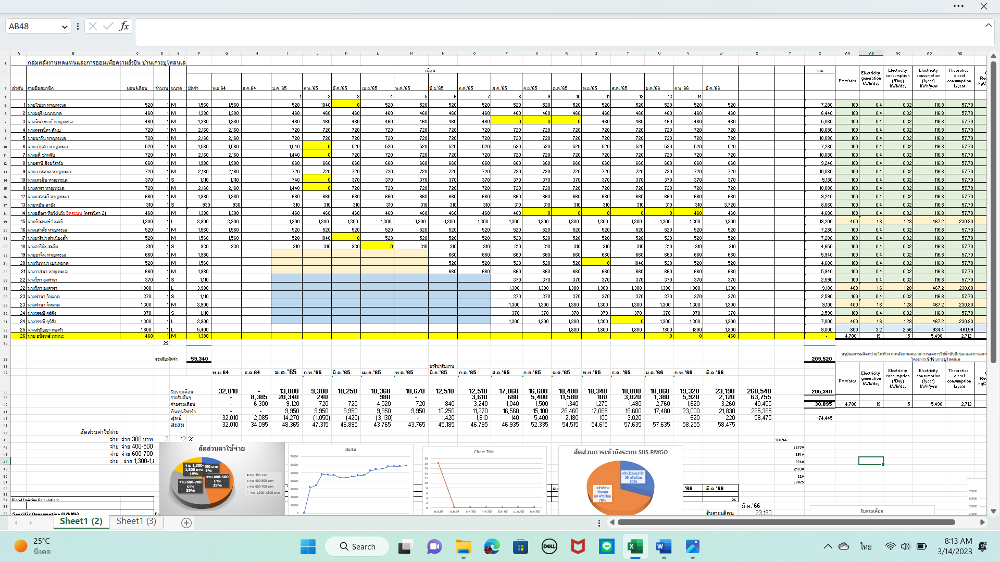 AB48
fx
A B C D E F G H I J K L M N O P Q R S T U V W X Y Z AA AB AC AD AE
1 กลุ่มพลังงานทดแทนและการออมเพื่อความยั่งยืน บ้านเกาะบูโหลนเล
2 เดือน รวม
3 ลำดับ รายชื่อสมาชิก ผ่อน/เดือน จำนวน ขนาด มัดจำ พ.ย.64 ธ.ค.64 ม.ค.'65 ก.พ.'65 มี.ค.'65 เม.ย.'65 พ.ค.'65 มิ.ย.'65 ก.ค.'65 ส.ค.'65 ก.ย.'65 ต.ค.'65 พ.ย.'65 ธ.ค.'65 ม.ค.'66 ก.พ.'66 มี.ค.'66 PVWatts Electricity generation kWh/day Electricity consumption (/Day) kWh/day Electricity consumption (/year) kWh/year Theoretical diesel consumption L/year
4 1 2 3 4 5 6 7 8 9 10 11 12 13 14
5 1 นายไชยา หาญทะเล 520 1 M 1,560 1,560 520 1040 0 520 520 520 520 520 520 520 520 520 520 520 520 7,280 100 0.4 0.32 116.8 57.70
6 2 นางมยุรี เบนหมาด 460 1 M 1,380 1,380 460 460 460 460 460 460 460 460 460 460 460 460 460 460 460 6,440 100 0.4 0.32 116.8 57.70
7 3 นางนิพาภรณ์ หาญทะเล 460 1 M 1,380 1,380 460 460 460 460 460 460 460 0 0 0 460 460 460 460 460 5,060 100 0.4 0.32 116.8 57.70
8 4 นางกรรณิกา สันบู 720 1 M 2,160 2,160 720 720 720 720 720 720 720 720 720 720 720 720 720 720 720 10,080 100 0.4 0.32 116.8 57.70
9 5 นายนาวิน หาญทะเล 720 1 M 2,160 2,160 720 720 720 720 720 720 720 720 720 720 720 720 720 720 720 10,080 100 0.4 0.32 116.8 57.70
10 6 นายอาเสม หาญทะเล 520 1 M 1,560 1,560 1,040 0 520 520 520 520 520 520 520 520 520 520 520 520 520 7,280 100 0.4 0.32 116.8 57.70
11 7 720 1 M 2,160 2,160 1,440 0 720 720 720 720 720 720 720 720 720 720 720 720 720 10,080 100 0.4 0.32 116.8 57.70
12 8 นายธานี สิงขโรทัย 660 1 M 1,980 1,980 660 660 660 660 660 660 660 660 660 660 660 660 660 660 660 9,240 100 0.4 0.32 116.8 57.70
13 9 นายอาหมาด หาญทะเล 720 1 M 2,160 2,160 720 720 720 720 720 720 720 720 720 720 720 720 720 720 720 10,080 100 0.4 0.32 116.8 57.70
14 10 นางเกวลิน หาญทะเล 370 1 S 1,110 1,110 740 0 370 370 370 370 370 370 370 370 370 370 370 370 370 5,180 100 0.4 0.32 116.8 57.70
15 11 นางดารา หาญทะเล 720 1 M 2,160 2,160 1,440 0 720 720 720 720 720 720 720 720 720 720 720 720 720 10,080 100 0.4 0.32 116.8 57.70
16 12 นางแสงระวี หาญทะเล 660 1 M 1,980 1,980 660 660 660 660 660 660 660 660 660 660 660 660 660 660 660 9,240 100 0.4 0.32 116.8 57.70
17 13 นายหยัน ลายัง 310 1 S 930 930 310 310 310 310 310 310 310 310 310 310 310 310 310 310 3,720 8,060 100 0.4 0.32 116.8 57.70
18 14 ยึดระบบ (กรรณิกา 2) 460 1 M 1,380 1,380 460 460 460 460 460 460 460 460 0 0 0 0 0 460 460 4,600 100 0.4 0.32 116.8 57.70
19 15 นายวีระพงษ์ โอมณี 1,300 1 L 3,900 3,900 1,300 1,300 1,300 1,300 1,300 1,300 1,300 1,300 1,300 1,300 1,300 1,300 1,300 1,300 1,300 18,200 400 1.6 1.28 467.2 230.80
20 16 นางเสาด๊ะ หาญทะเล 520 1 M 1,560 1,560 520 520 520 520 520 520 520 520 520 520 520 520 520 520 520 7,280 100 0.4 0.32 116.8 57.70
21 17 นางมารีน่า สำเนียงล้ำ 520 1 M 1,560 1,560 520 1040 0 520 520 520 520 520 520 520 520 520 520 520 520 7,280 100 0.4 0.32 116.8 57.70
22 18 นางอารีย๊ะ สะอีด 310 1 S 930 930 310 310 930 0 310 310 310 310 310 310 310 310 310 310 310 4,650 100 0.4 0.32 116.8 57.70
23 19 นายอาจิน หาญทะเล 660 1 M 1,980 660 660 660 660 660 660 660 660 660 660 5,940 100 0.4 0.32 116.8 57.70
24 20 นางวันทนา เบนหมาด 520 1 M 1,560 520 520 520 520 520 0 1040 520 520 520 4,680 100 0.4 0.32 116.8 57.70
25 21 นางวาสนา หาญทะเล 660 1 M 1,980 660 660 660 660 660 660 660 660 660 660 5,940 100 0.4 0.32 116.8 57.70
26 22 นางวิภา องศารา 370 1 S 1,110 370 370 370 370 370 370 370 370 2,590 100 0.4 0.32 116.8 57.70
27 22 นางวิภา องศารา 1,300 1 L 3,900 1,300 1,300 1,300 1,300 1,300 1,300 1,300 1,300 9,100 400 1.6 1.28 467.2 230.80
28 23 นางฟานา จิหมาด 370 1 S 1,110 370 370 370 370 370 370 370 370 2,590 100 0.4 0.32 116.8 57.70
29 23 นางฟานา จิหมาด 1,300 1 M 3,900 1,300 1,300 1,300 1,300 1,300 1,300 1,300 1,300 9,100 400 1.6 1.28 467.2 230.80
30 24 นางวรรณี 370 1 S 1,110 370 370 370 370 370 370 370 370 2,590 100 0.4 0.32 116.8 57.70
31 24 นางวรรณี 1,300 1 L 3,900 1,300 1,300 1,300 1,300 0 1,300 1,300 1,300 7,800 400 1.6 1.28 467.2 230.80
32 25 นางสุขัญญา พลูทัว 1,800 1 L 5,400 1,800 1,800 1,800 1800 1800 1,800 9,000 800 3.2 2.56 934.4 461.59
33 26 นาย อนิรุทธ์ เหมนะ 460 1 M 1,380 0 0 460 - 4,700 19 15 5,490 2,712
34 29
35 รวมรับมัดจำ 59,340 209,520 สรุปผลการผลิตหน่วยไฟฟ้าจากพลังงานสะอาด การลดการใช้น้ำมันดีเซล และการลดก
โครงการ SHS เกาะบูโหลนเล
36 มารีน่ารับงาน
37 พ.ย.64 ธ.ค.64 ม.ค.'65 ก.พ.'65 มี.ค.'65 เม.ย.'65 พ.ค.'65 มิ.ย.'65 ก.ค.'65 ส.ค.'65 ก.ย.'65 ต.ค.'65 พ.ย.'65 ธ.ค. '65 ม.ค.'66 ก.พ.'66 มี.ค.'66 PVWatts Electricity generation kWh/day Electricity consumption (/Day) kWh/day Electricity consumption (/year) kWh/year Theoretical diesel consumption L/year
38 รับรายเดือน 32,010 - 13,000 9,380 10,250 10,360 10,670 12,510 12,510 17,060 16,600 18,400 18,340 18,080 18,860 19,320 23,190 260,540 205,340
39 รายรับอื่นๆ - 8,385 20,340 240 980 - 3,610 680 5,400 11,580 100 3,020 1,380 5,920 2,120 63,755
40 จ่ายรายเดือน - 6,300 9,120 720 720 4,520 720 840 3,240 1,040 1,500 1,340 1,275 1,480 2,760 1,620 3,260 40,455 30,895 4,700 19 15 5,490 2,712
41 คืนทุนรีชาร์จ - - 9,950 9,950 9,950 9,950 9,950 10,250 11,270 16,560 15,100 26,460 17,065 16,600 17,480 23,000 21,830 225,365
42 สุทธิ 32,010 2,085 14,270 (1,050) (420) (3,130) - 1,420 1,610 140 5,400 2,180 100 3,020 - 620 220 58,475 174,445
43 สะสม 32,010 34,095 48,365 47,315 46,895 43,765 43,765 45,185 46,795 46,935 52,335 54,515 54,615 57,635 57,635 58,255 58,475
44 สัดส่วนค่าใช้จ่าย
45 จ่าย จ่าย 300 บาท 3 12 % มี.ค.'66
46 จ่าย จ่าย 400-500 22730
47 จ่าย จ่าย 600-700 2580
48 จ่าย จ่าย 1,300-1,8 3260
49 21830
50 220
51 58475
52
53 '66 มี.ค.'66
54 Diesel Emission Calculations 26
55 มี.ค.'66
56 Specific Consumption (L/kWh) รับรายเดือน 23,190
สัดส่วนค่าใช้จ่าย
จ่าย 1,300-1,800 บาท 19%
จ่าย 400-500 บาท 35%
จ่าย 600-700 บาท 35%
จ่าย 300 บาท
จ่าย 400-500 บาท
จ่าย 600-700 บาท
จ่าย 1,300-1,800 บาท
สะสม
70000
60000
50000
40000
30000
20000
10000
0
Chart Title
20
18
16
14
12
10
8
6
4
2
0
พ.ย.64 ธ.ค.64 ม.ค.'65 ก.พ.'65 มี.ค.'65 เม.ย.'65 พ.ค.'65
สัดส่วนการเข้าถึงระบบ SHS-PAYGO
ครัวเรือนสมาชิก 26 ครัวเรือน 30%
ครัวเรือนทั้งหมด 60 ครัวเรือน 70%
รับรายเดือน
70000
60000
50000
40000
Sheet1 (2) Sheet1 (3)
25°C
มีแดด
Search
DELL
LINE
ไทย
8:13 AM
3/14/2023